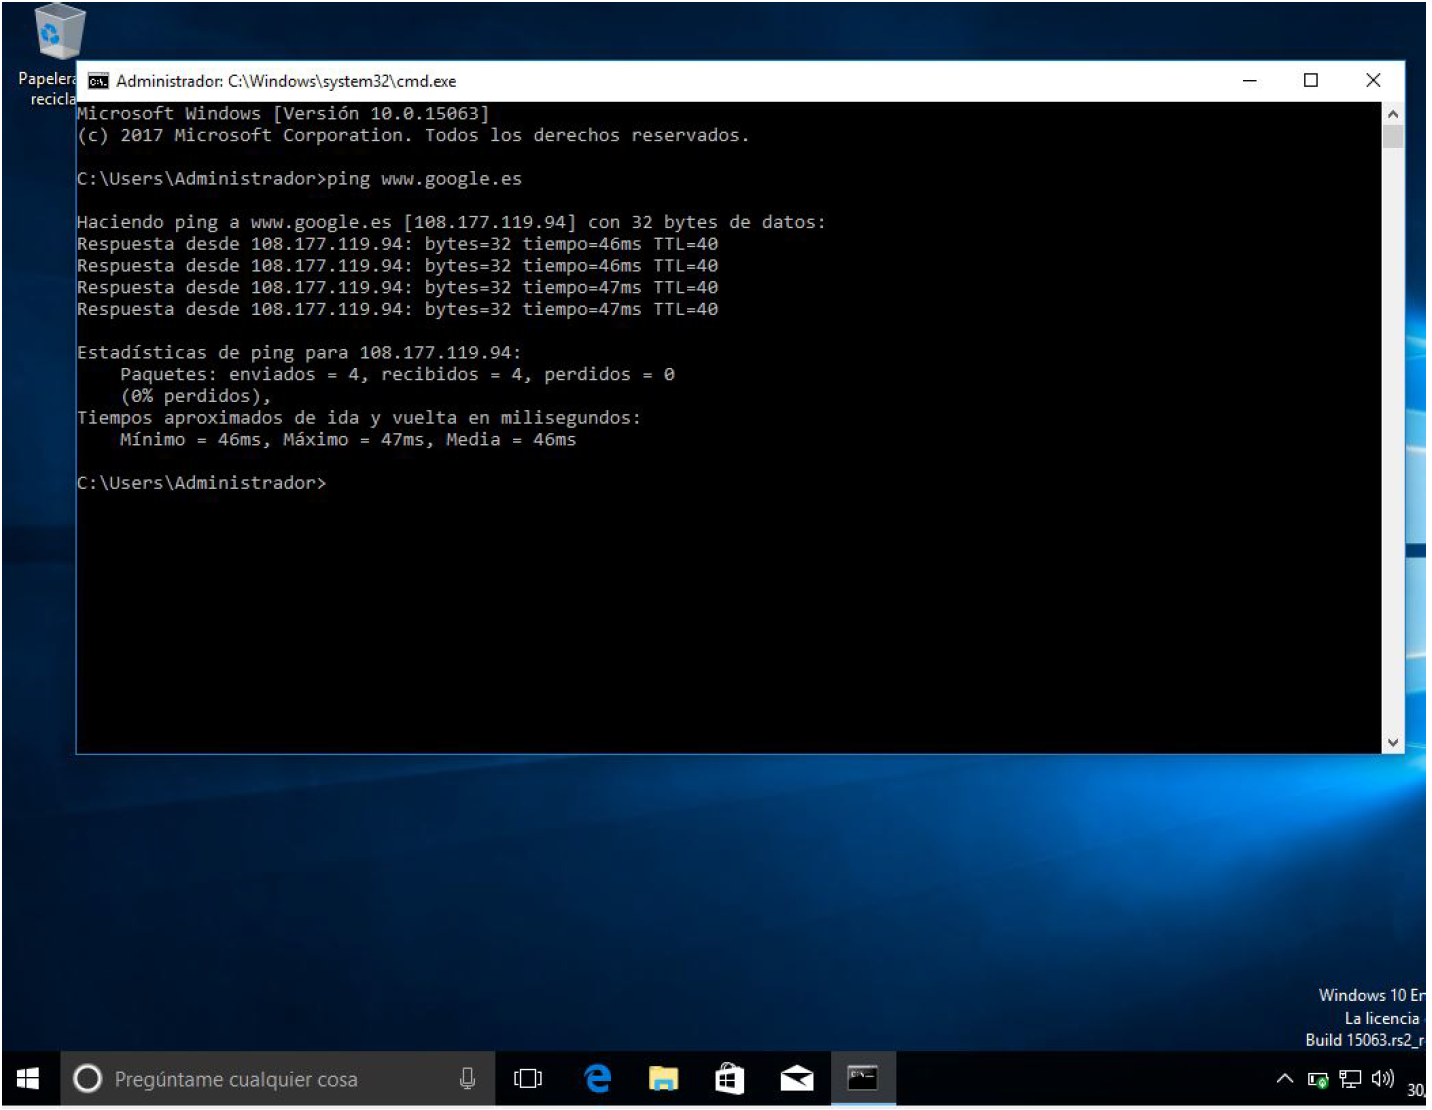 Papelera
recicla
Administrador: C:\Windows\system32\cmd.exe
Microsoft Windows [Versión 10.0.15063]
(c) 2017 Microsoft Corporation. Todos los derechos reservados.
C:\Users\Administrador>ping www.google.es
Haciendo ping a www.google.es [108.177.119.94] con 32 bytes de datos:
Respuesta desde 108.177.119.94: bytes=32 tiempo=46ms TTL=40
Respuesta desde 108.177.119.94: bytes=32 tiempo=46ms TTL=40
Respuesta desde 108.177.119.94: bytes=32 tiempo=47ms TTL=40
Respuesta desde 108.177.119.94: bytes=32 tiempo=47ms TTL=40
Estadísticas de ping para 108.177.119.94:
Paquetes: enviados = 4, recibidos = 4, perdidos = 0
(0% perdidos),
Tiempos aproximados de ida y vuelta en milisegundos:
Mínimo = 46ms, Máximo = 47ms, Media = 46ms
C:\Users\Administrador>
Windows 10 En
La licencia
Build 15063.rs2_r
Pregúntame cualquier cosa
30,